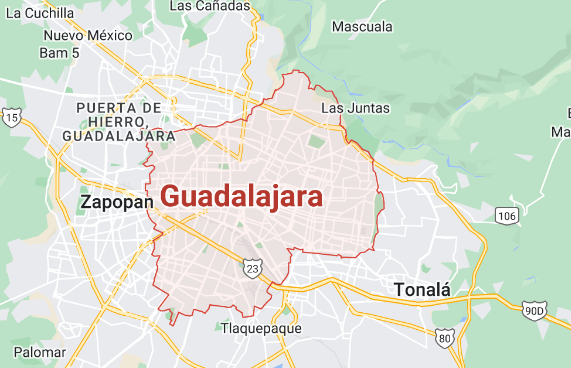 La Cuchilla
Las Cañadas
Mascuala
Nuevo México
Bam 5
PUERTA DE
HIERRO,
GUADALAJARA
Las Juntas
15
Zapopan
Guadalajara
106
23
Tonalá
90D
Tlaquepaque
80
Palomar